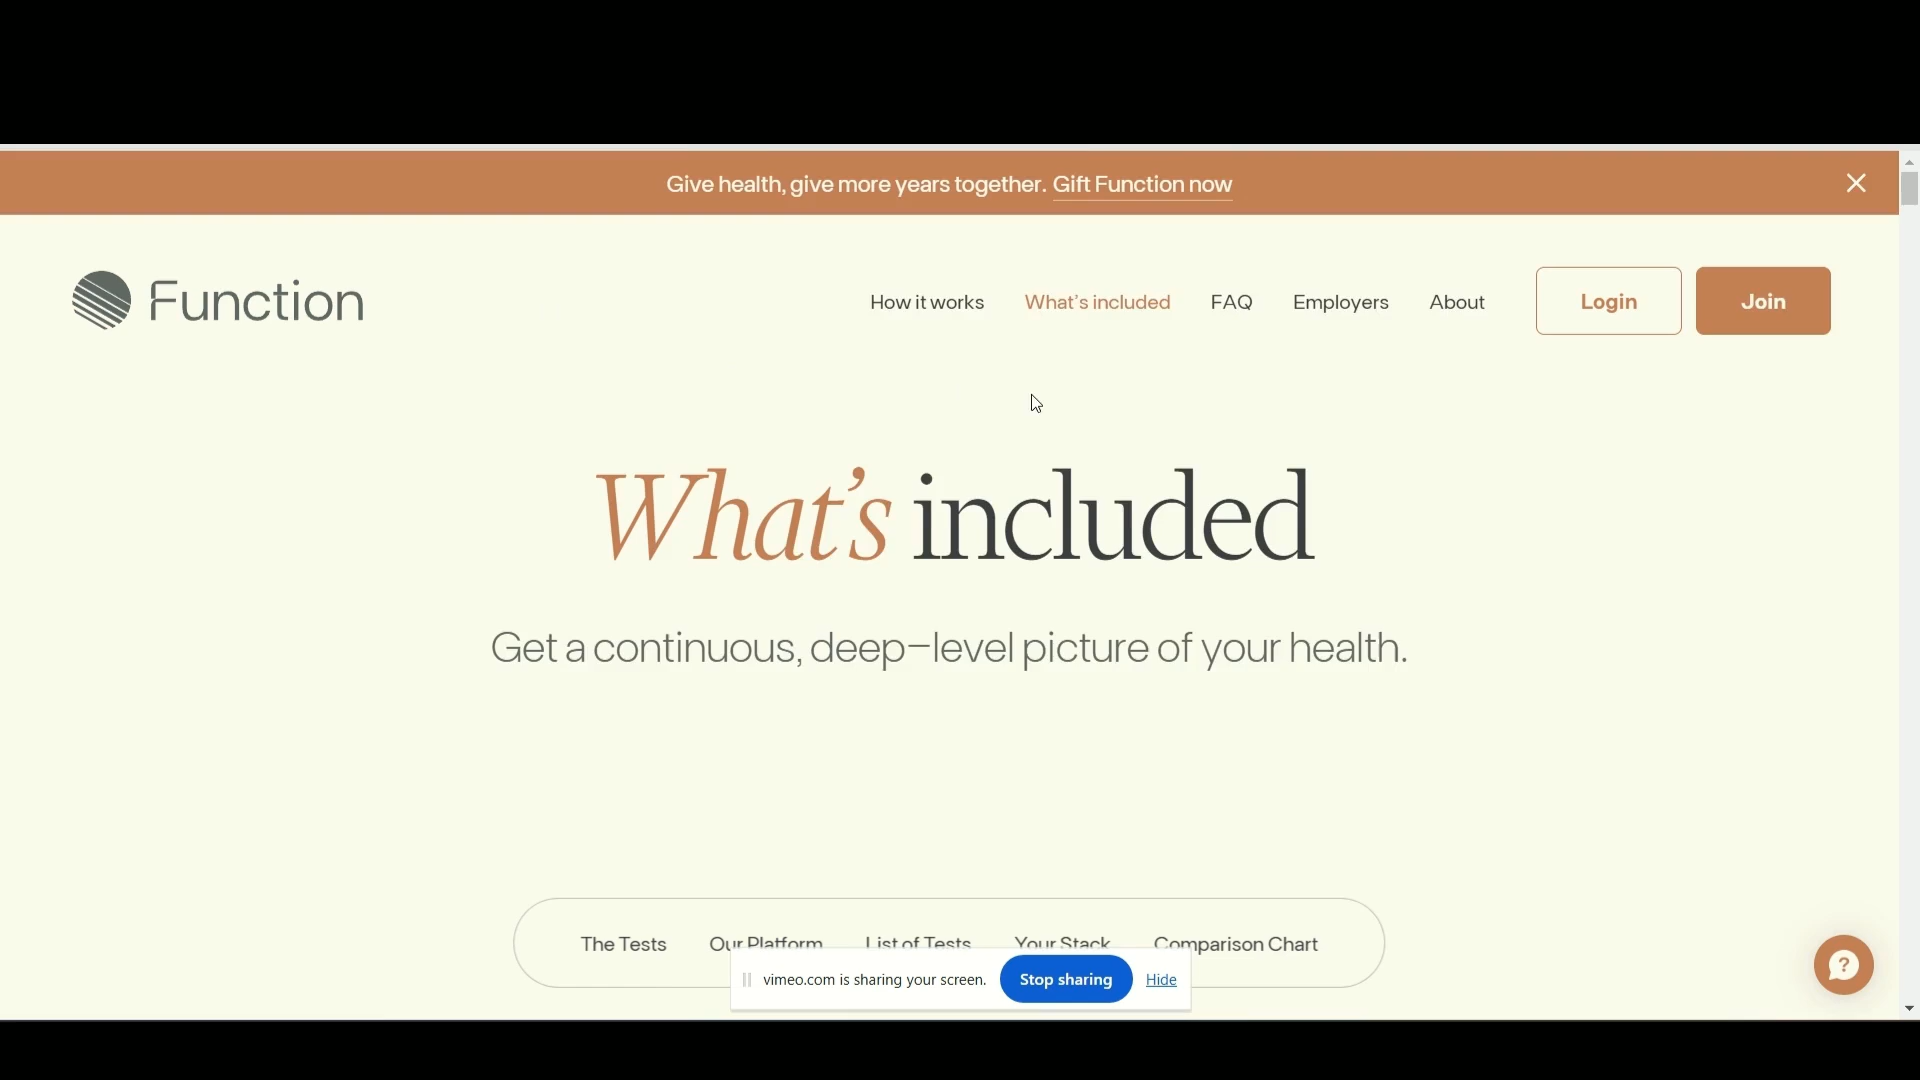 Give health, give more years together. Gift Function now
Function
How it works What's included FAQ Employers About Login Join
What's included
Get a continuous, deep-level picture of your health.
The Tests Our Platform List of Tests Your Stack Comparison Chart
vimeo.com is sharing your screen. Stop sharing Hide
?